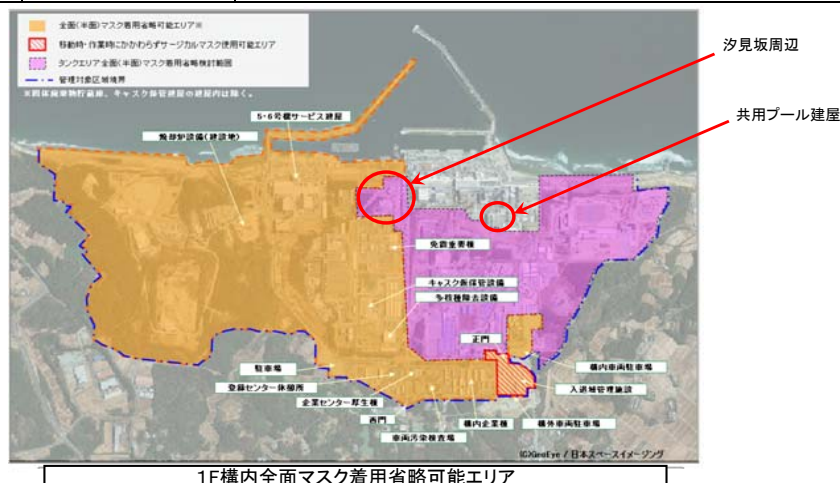 全面(半面)マスク着用省略可能エリア※
移動時・作業時にかかわらずサージカルマスク使用可能エリア
タンクエリア全面(半面)マスク着用省略検討範囲
管理対象区域境界
※固体廃棄物貯蔵庫、キャスク保管建屋の建屋内は除く。
汐見坂周辺
共用プール建屋
5・6号機サービス建屋
焼却炉設備(建設地)
免震重要棟
キャスク仮保管設備
多核種除去設備
正門
駐車場
構内車両駐車場
登録センター休憩所
入退域管理施設
企業センター厚生棟
西門
構内企業棟
構外車両駐車場
車両汚染検査場
(C)GeoEye / 日本スペースイメージング
1F構内全面マスク着用省略可能エリア